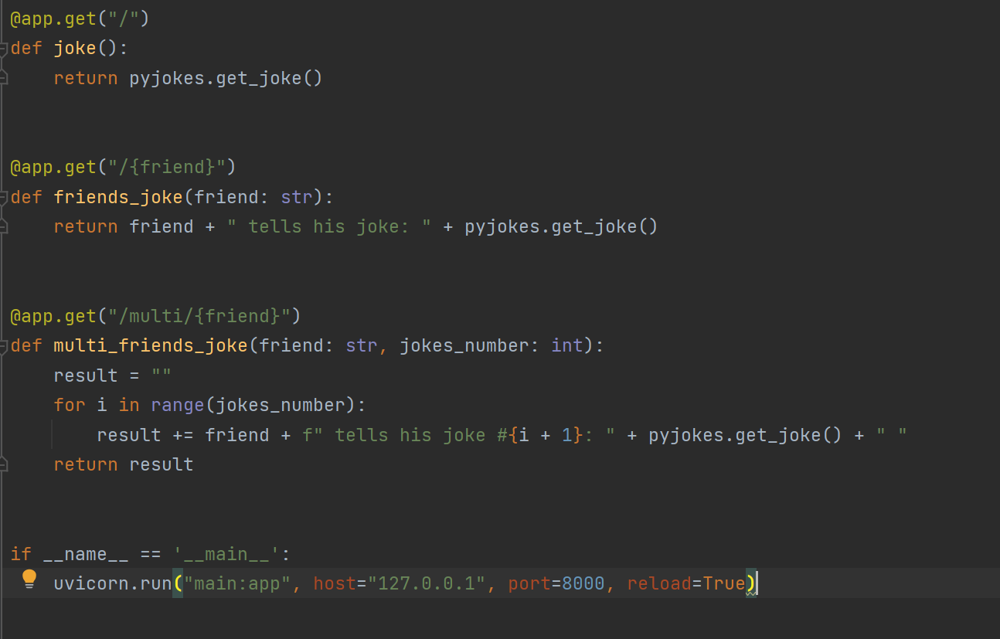 @app.get("/")
def joke():
    return pyjokes.get_joke()
@app.get("/{friend}")
def friends_joke(friend: str):
    return friend + " tells his joke: " + pyjokes.get_joke()
@app.get("/multi/{friend}")
def multi_friends_joke(friend: str, jokes_number: int):
    result = ""
    for i in range(jokes_number):
        result += friend + f" tells his joke #{i + 1}: " + pyjokes.get_joke() + " "
    return result
if __name__ == '__main__':
    uvicorn.run("main:app", host="127.0.0.1", port=8000, reload=True)